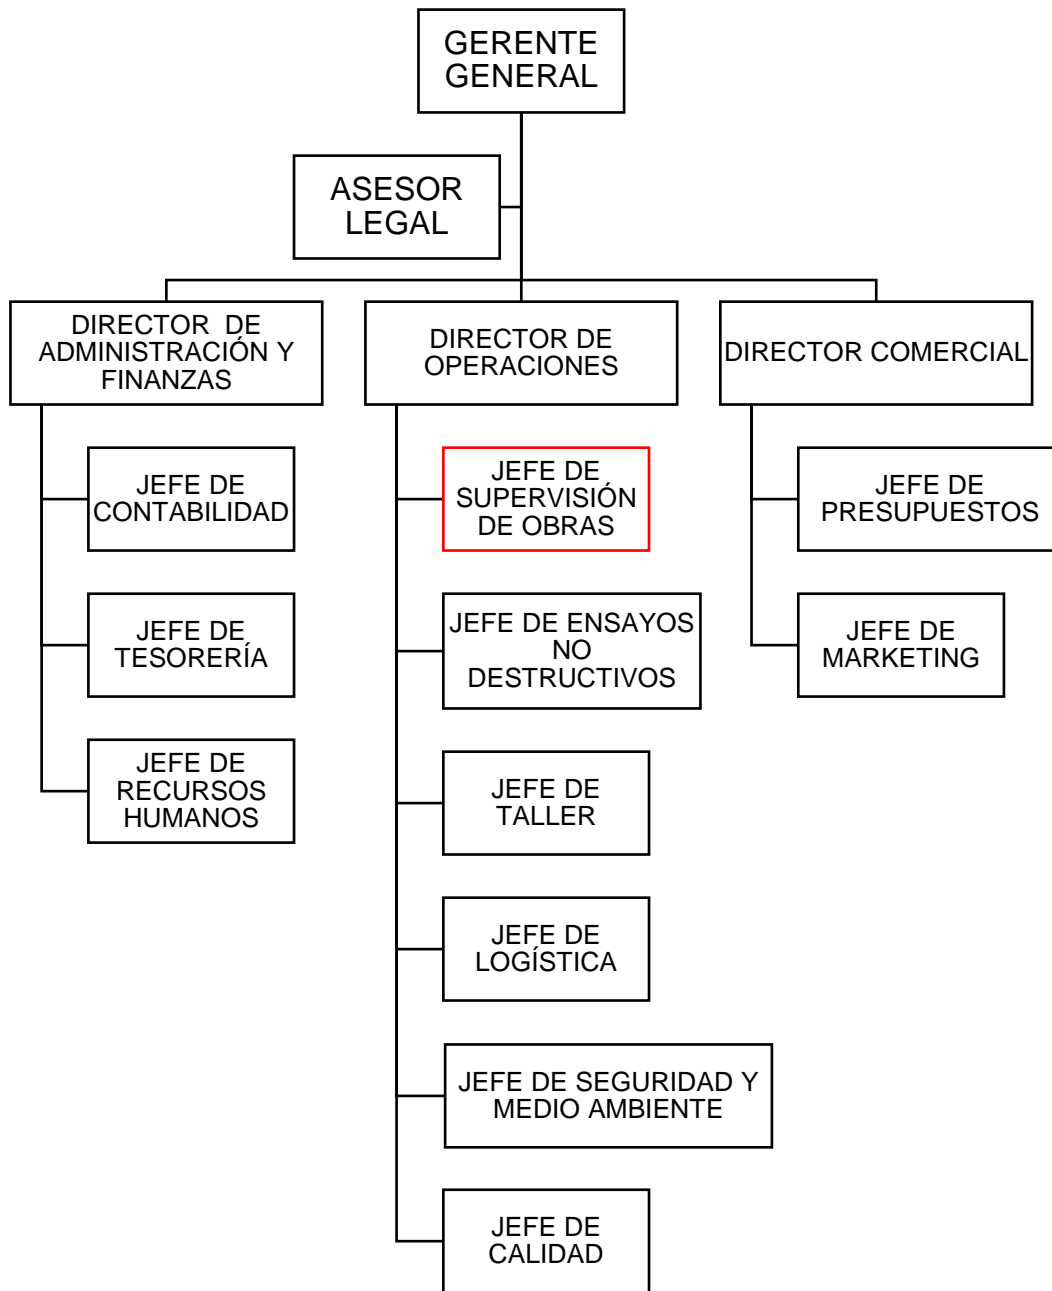 GERENTE
GENERAL
ASESOR
LEGAL
DIRECTOR DE
ADMINISTRACIÓN Y
FINANZAS
DIRECTOR DE
OPERACIONES
DIRECTOR COMERCIAL
JEFE DE
CONTABILIDAD
JEFE DE
TESORERÍA
JEFE DE
RECURSOS
HUMANOS
JEFE DE
SUPERVISIÓN
DE OBRAS
JEFE DE ENSAYOS
NO
DESTRUCTIVOS
JEFE DE
TALLER
JEFE DE
LOGÍSTICA
JEFE DE SEGURIDAD Y
MEDIO AMBIENTE
JEFE DE
CALIDAD
JEFE DE
PRESUPUESTOS
JEFE DE
MARKETING